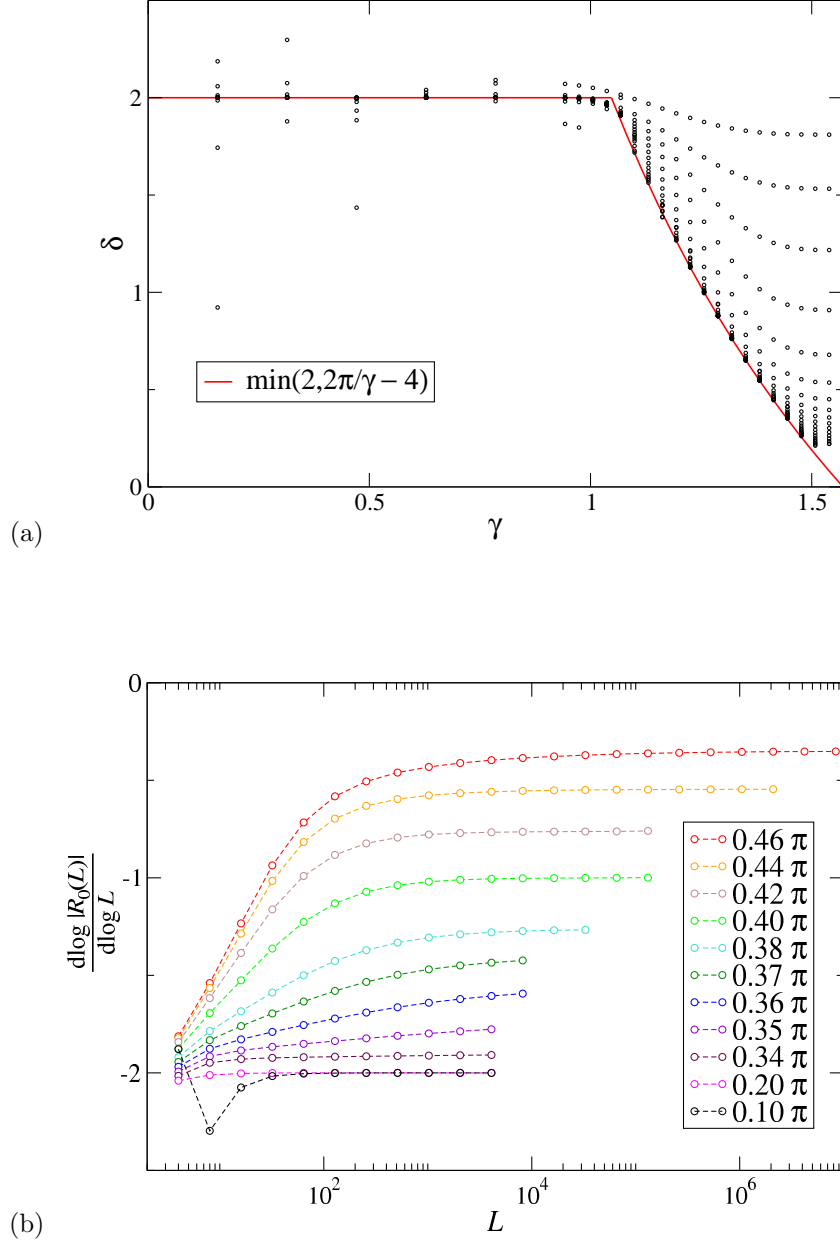 2
1
0
δ
min(2,2π/γ − 4)
0
0.5
1
1.5
γ
(a)
0
-1
-2
dlog |R₀(L)|
dlog L
0.46 π
0.44 π
0.42 π
0.40 π
0.38 π
0.37 π
0.36 π
0.35 π
0.34 π
0.20 π
0.10 π
10²
10⁴
10⁶
L
(b)